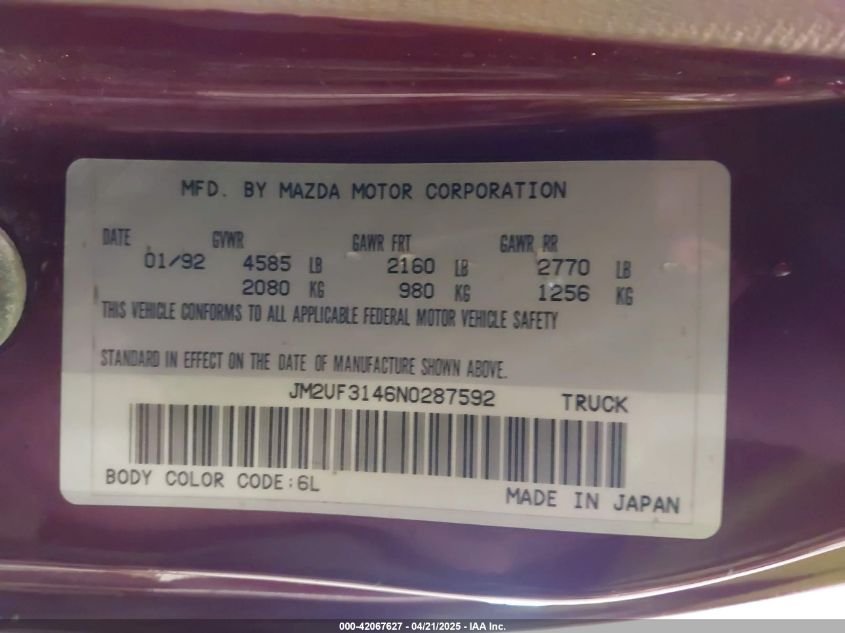 MFD. BY MAZDA MOTOR CORPORATION
DATE GVWR GAWR FRT GAWR RR
01/92 4585 LB 2160 LB 2770 LB
2080 KG 980 KG 1256 KG
THIS VEHICLE CONFORMS TO ALL APPLICABLE FEDERAL MOTOR VEHICLE SAFETY
STANDARD IN EFFECT ON THE DATE OF MANUFACTURE SHOWN ABOVE.
JM2UF3146N0287592 TRUCK
BODY COLOR CODE:6L
MADE IN JAPAN
000-42067627 - 04/21/2025 - IAA Inc.